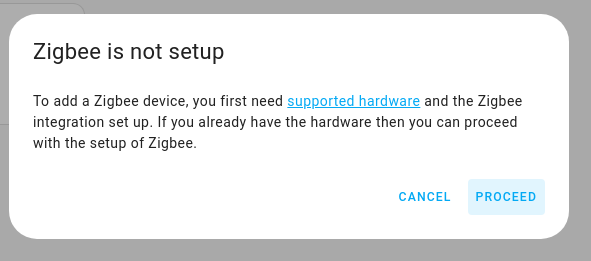 Zigbee is not setup
To add a Zigbee device, you first need supported hardware and the Zigbee
integration set up. If you already have the hardware then you can proceed
with the setup of Zigbee.
CANCEL PROCEED